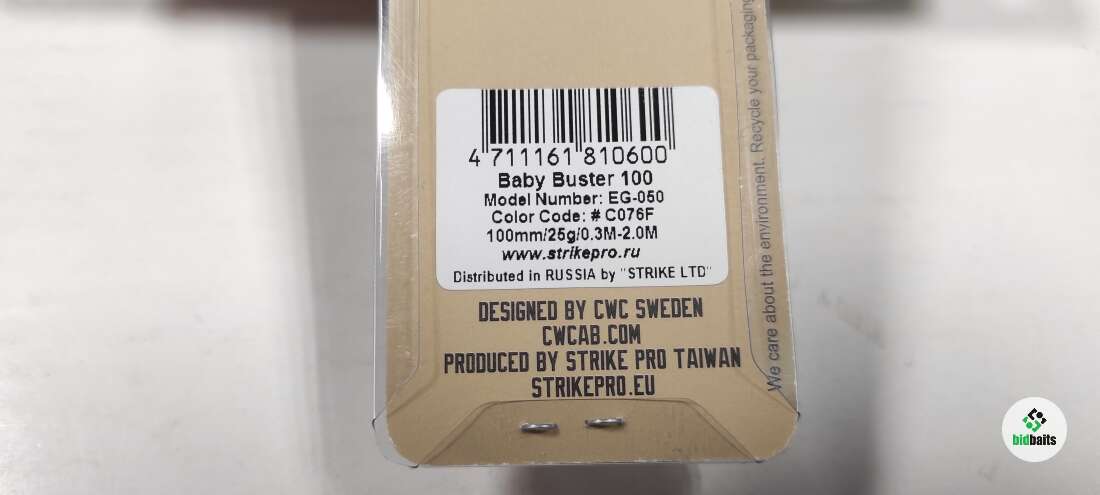 4 711161 810600
Baby Buster 100
Model Number: EG-050
Color Code: # C076F
100mm/25g/0.3M-2.0M
www.strikepro.ru
Distributed in RUSSIA by "STRIKE LTD"
DESIGNED BY CWC SWEDEN
CWCAB.COM
PRODUCED BY STRIKE PRO TAIWAN
STRIKEPRO.EU
We care about the environment. Recycle your packaging
bidbaits